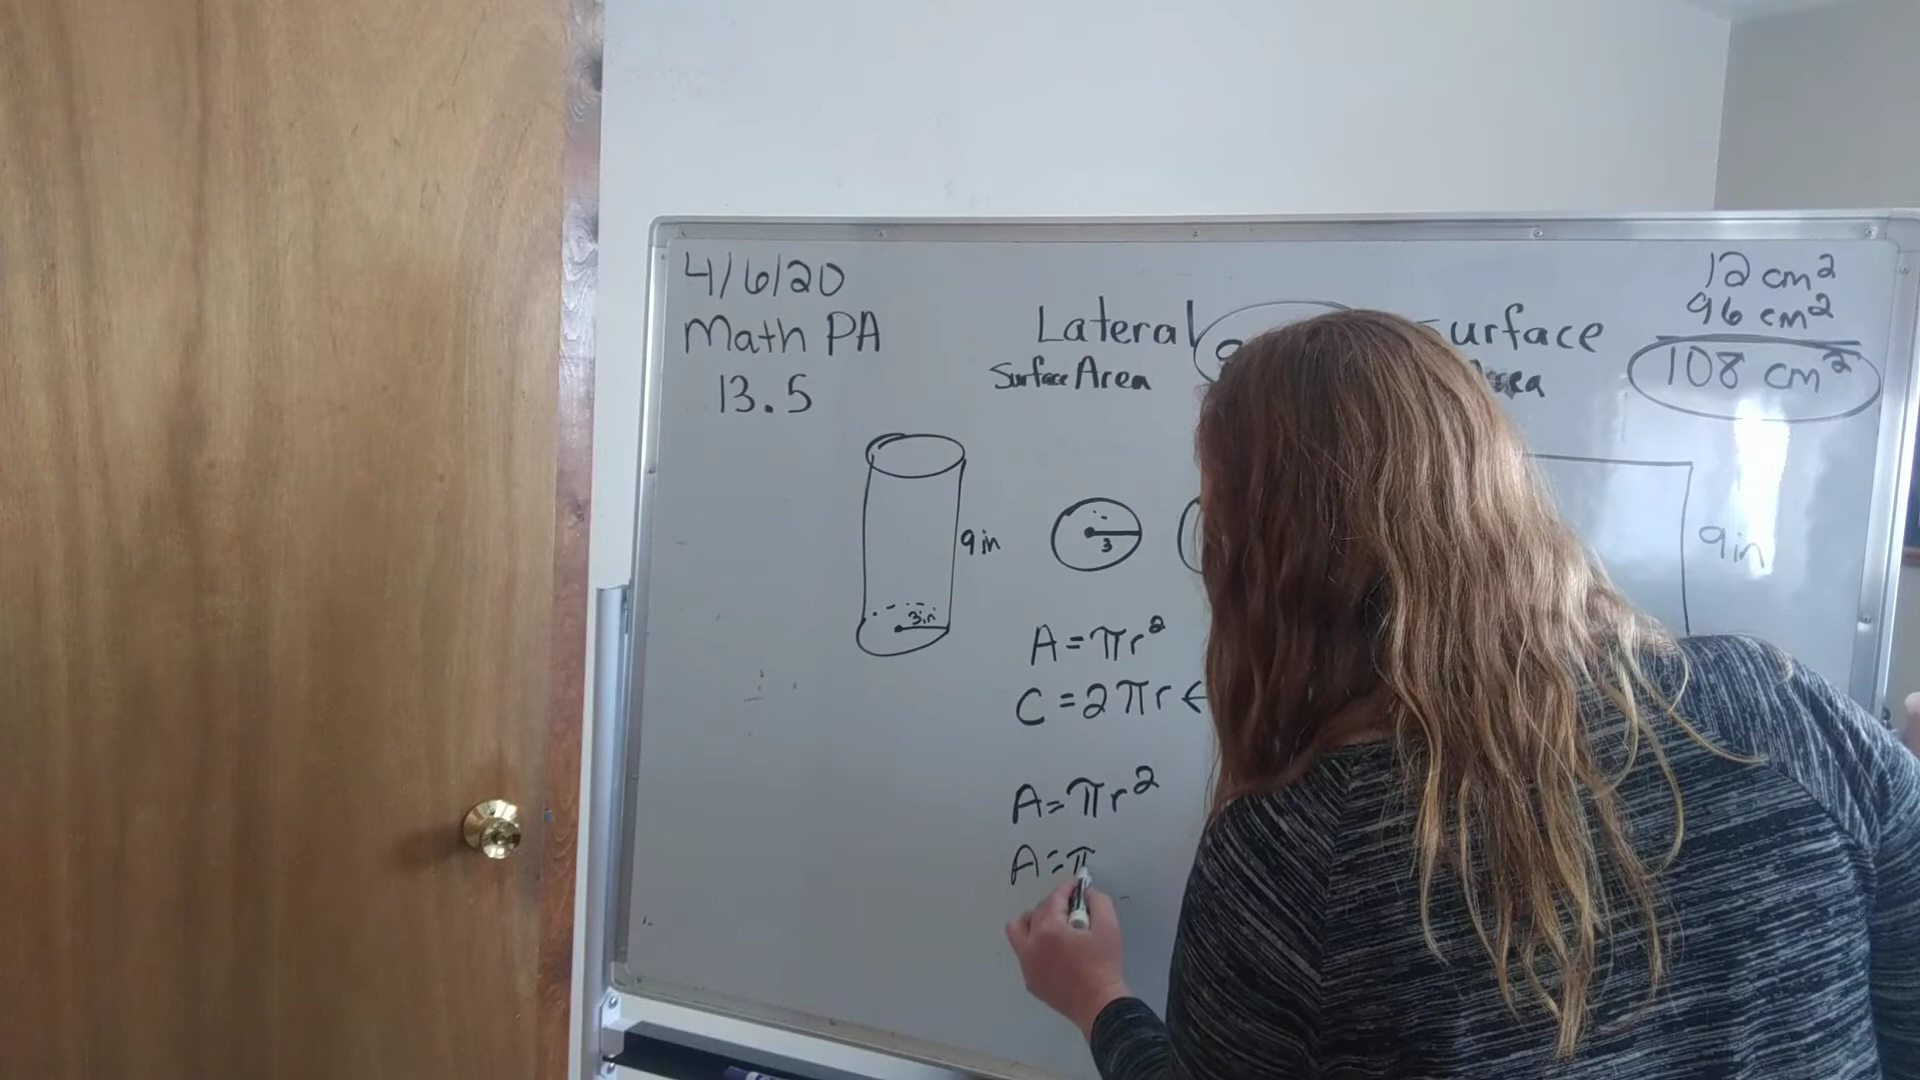 4/6/20
Math PA
13.5
Lateral
Surface Area
urface
rea
12 cm²
96 cm²
108 cm²
9in
3in
3
9in
A=πr²
C=2πr←
A=πr²
A=π